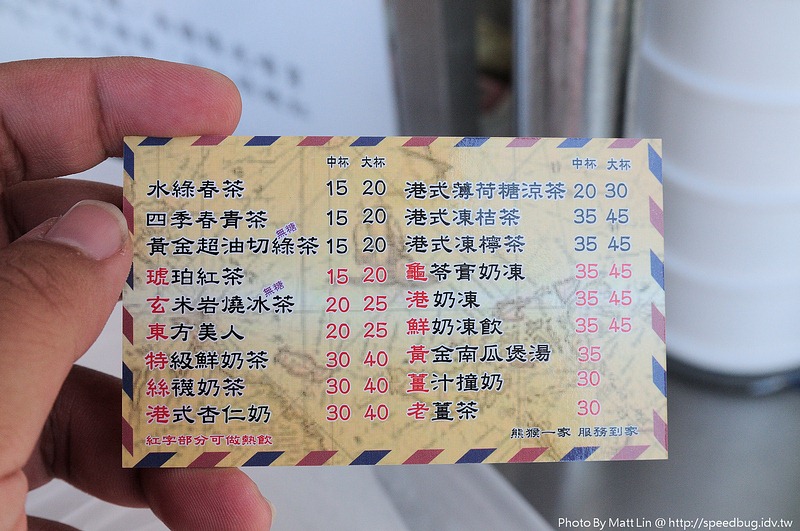 中杯 大杯
水綠春茶 15 20
四季春青茶 15 20
無糖
黃金超油切綠茶 15 20
琥珀紅茶 15 20
無糖
玄米岩燒冰茶 20 25
東方美人 20 25
特級鮮奶茶 30 40
絲襪奶茶 30 40
港式杏仁奶 30 40
紅字部分可做熱飲
中杯 大杯
港式薄荷糖涼茶 20 30
港式凍桔茶 35 45
港式凍檸茶 35 45
龜苓膏奶凍 35 45
港奶凍 35 45
鮮奶凍飲 35 45
黃金南瓜煲湯 35
薑汁撞奶 30
老薑茶 30
熊猴一家 服務到家
Photo By Matt Lin @ http://speedbug.idv.tw